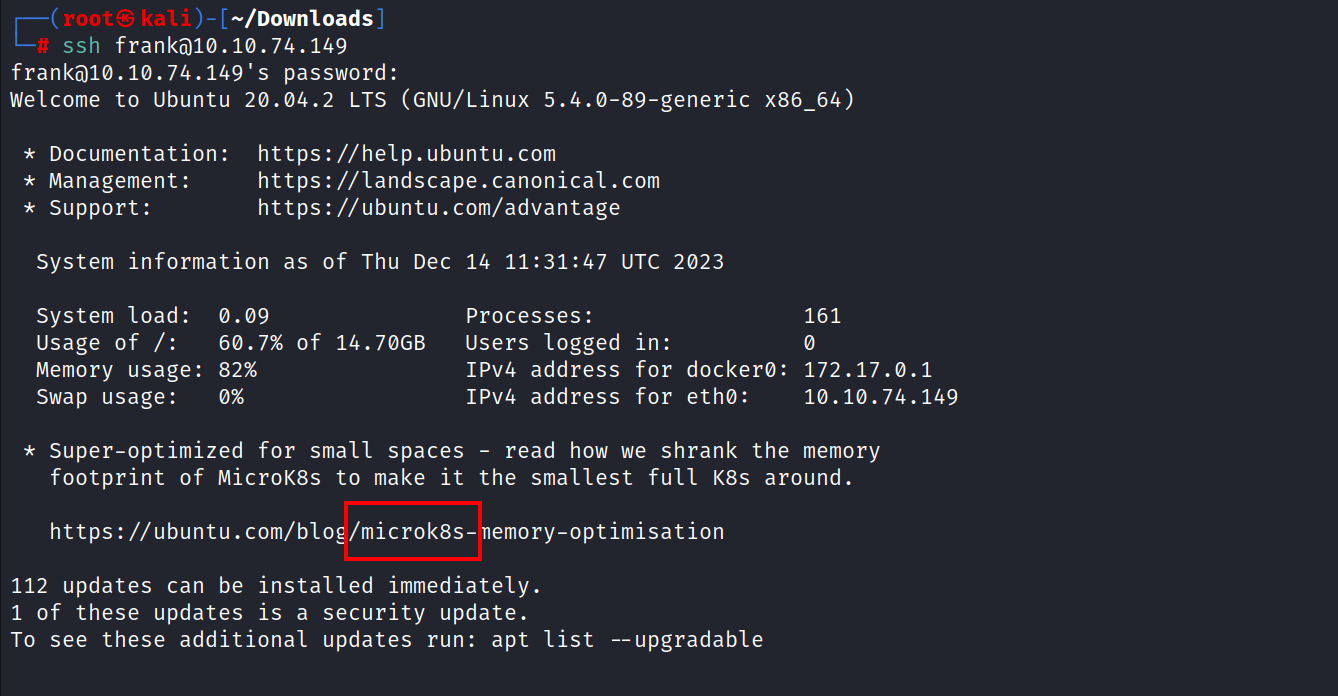 ┌──(root㉿kali)-[~/Downloads]
└─# ssh frank@10.10.74.149
frank@10.10.74.149's password:
Welcome to Ubuntu 20.04.2 LTS (GNU/Linux 5.4.0-89-generic x86_64)
* Documentation:  https://help.ubuntu.com
* Management:     https://landscape.canonical.com
* Support:        https://ubuntu.com/advantage
System information as of Thu Dec 14 11:31:47 UTC 2023
System load:  0.09                Processes:                161
Usage of /:   60.7% of 14.70GB   Users logged in:          0
Memory usage: 82%                IPv4 address for docker0: 172.17.0.1
Swap usage:   0%                 IPv4 address for eth0:    10.10.74.149
* Super-optimized for small spaces - read how we shrank the memory
footprint of MicroK8s to make it the smallest full K8s around.
https://ubuntu.com/blog/microk8s-memory-optimisation
112 updates can be installed immediately.
1 of these updates is a security update.
To see these additional updates run: apt list --upgradable